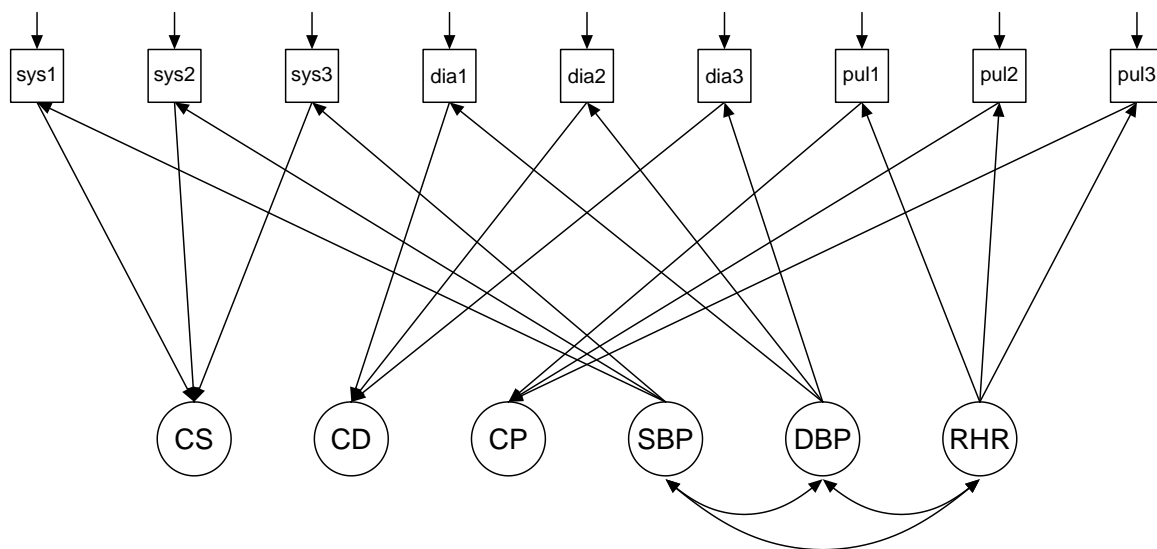 sys1 sys2 sys3 dia1 dia2 dia3 pul1 pul2 pul3
CS CD CP SBP DBP RHR